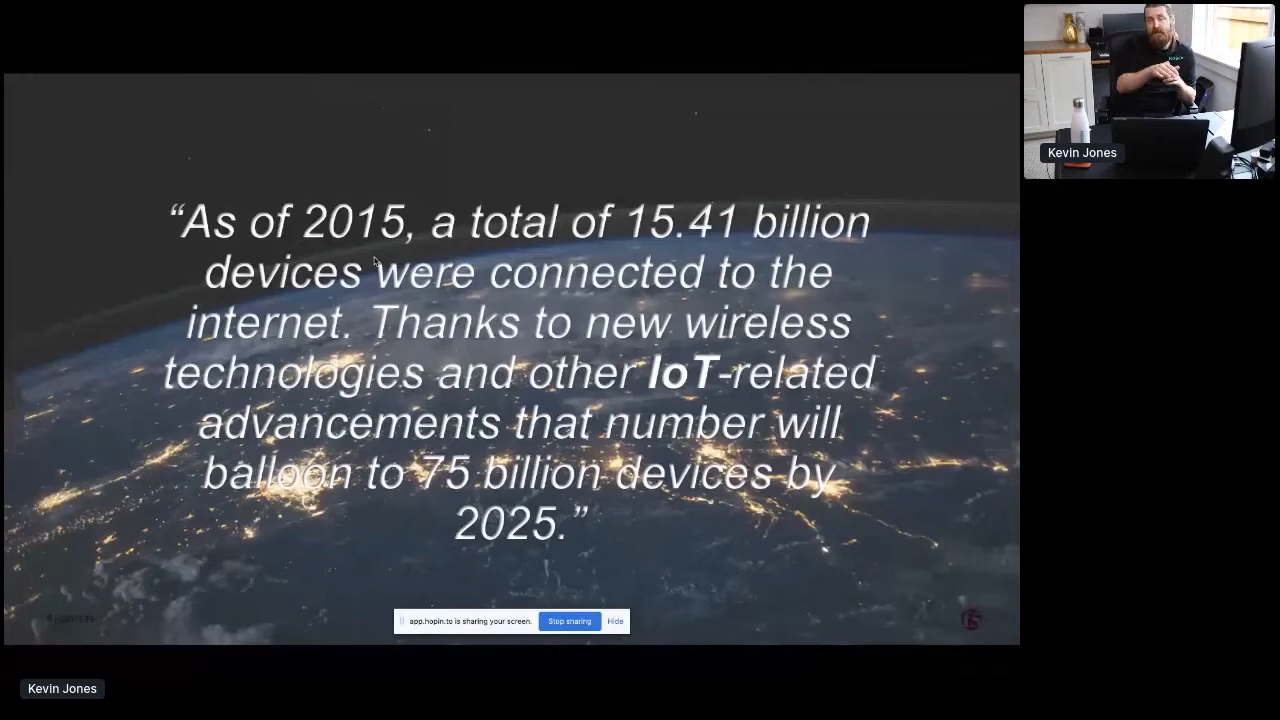 Kevin Jones
“As of 2015, a total of 15.41 billion
devices were connected to the
internet. Thanks to new wireless
technologies and other IoT-related
advancements that number will
balloon to 75 billion devices by
2025.”
app.hopin.to is sharing your screen. Stop sharing Hide
Kevin Jones